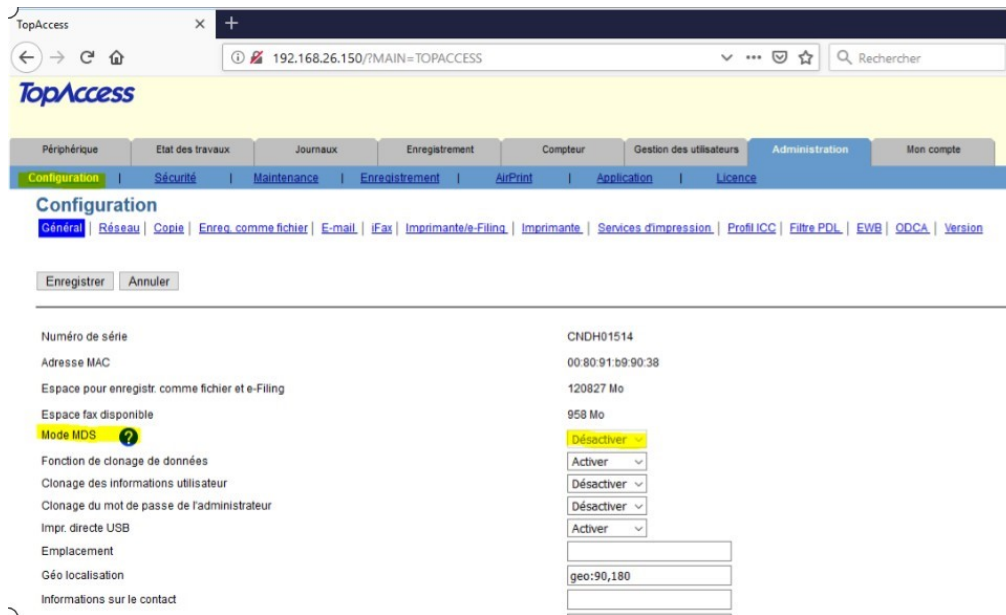 TopAccess
192.168.26.150/?MAIN=TOPACCESS
Rechercher
TopAccess
Périphérique Etat des travaux Journaux Enregistrement Compteur Gestion des utilisateurs Administration Mon compte
Configuration | Sécurité | Maintenance | Enregistrement | AirPrint | Application | Licence
Configuration
Général | Réseau | Copie | Enreg. comme fichier | E-mail | iFax | Imprimante/e-Filing | Imprimante | Services d'impression | Profil ICC | Filtre PDL | EWB | ODCA | Version
Enregistrer Annuler
Numéro de série CNDH01514
Adresse MAC 00:80:91:b9:90:38
Espace pour enregistr. comme fichier et e-Filing 120827 Mo
Espace fax disponible 958 Mo
Mode MDS ? Désactiver
Fonction de clonage de données Activer
Clonage des informations utilisateur Désactiver
Clonage du mot de passe de l'administrateur Désactiver
Impr. directe USB Activer
Emplacement
Géo localisation geo:90,180
Informations sur le contact